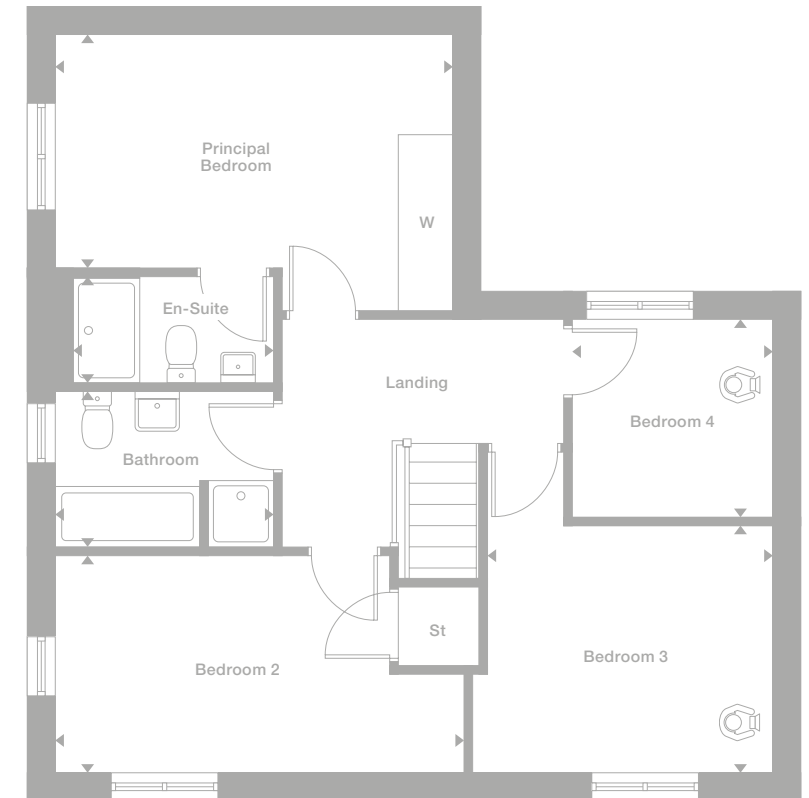 Principal
Bedroom
W
En-Suite
Landing
Bedroom 4
Bathroom
St
Bedroom 3
Bedroom 2